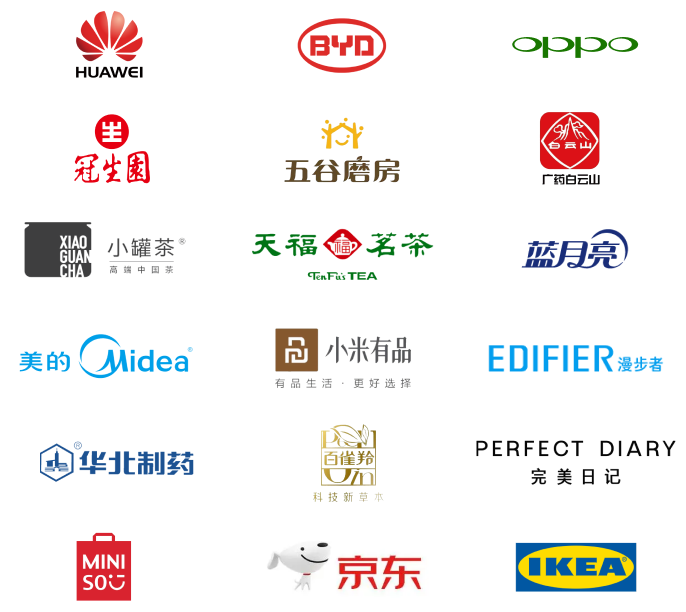 HUAWEI
BYD
oppo
生
冠生園
五谷磨房
白云山
广药白云山
XIAO
GUAN
CHA
小罐茶®
高端中国茶
天福
福
茗茶
TenFu's TEA
蓝月亮
美的
Midea®
小米有品
有品生活·更好选择
EDIFIER 漫步者
®
华北制药
百雀羚
科技新草本
PERFECT DIARY
完美日记
MINI
SO
京东
IKEA®